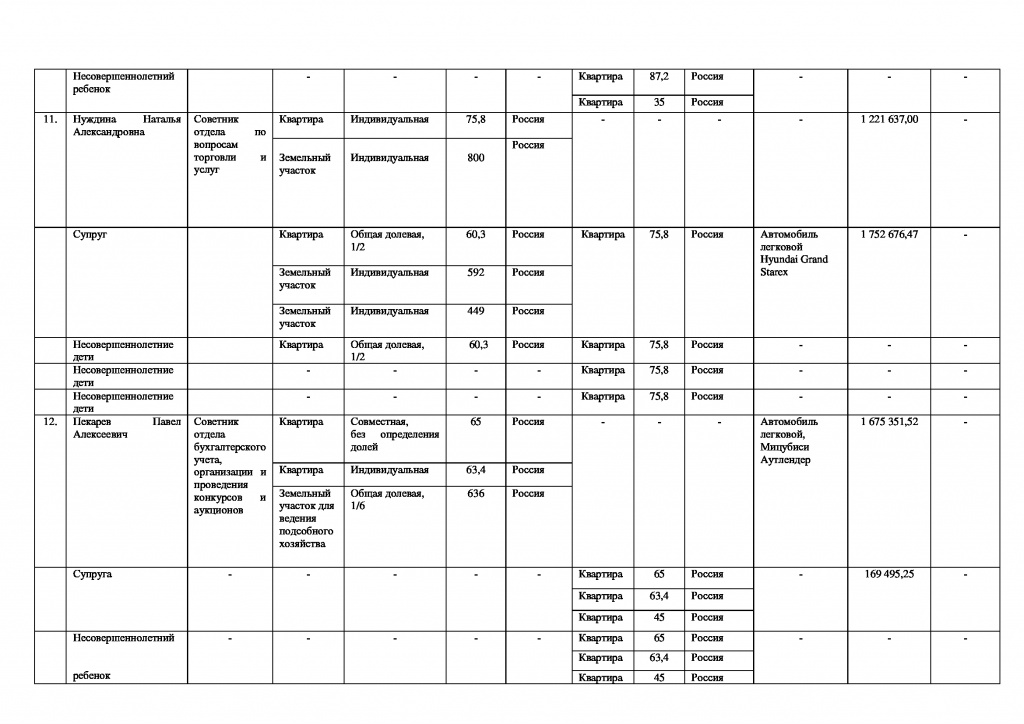 Несовершеннолетний - - - - Квартира 87,2 Россия - - -
ребенок
Квартира 35 Россия
11. Нуждина Наталья Советник Квартира Индивидуальная 75,8 Россия - - - - 1 221 637,00 -
Александровна отдела по
вопросам Россия
торговли и Земельный Индивидуальная 800
услуг участок
Супруг Квартира Общая долевая, 60,3 Россия Квартира 75,8 Россия Автомобиль 1 752 676,47 -
1/2 легковой
Hyundai Grand
Земельный Индивидуальная 592 Россия Starex
участок
Земельный Индивидуальная 449 Россия
участок
Несовершеннолетние Квартира Общая долевая, 60,3 Россия Квартира 75,8 Россия - - -
дети 1/2
Несовершеннолетние - - - - Квартира 75,8 Россия - - -
дети
Несовершеннолетние - - - - Квартира 75,8 Россия - - -
дети
12. Пекарев Павел Советник Квартира Совместная, 65 Россия - - - Автомобиль 1 675 351,52 -
Алексеевич отдела без определения легковой,
бухгалтерского долей Мицубиси
учета, Аутлендер
организации и Квартира Индивидуальная 63,4 Россия
проведения
конкурсов и Земельный Общая долевая, 636 Россия
аукционов участок для 1/6
ведения
подсобного
хозяйства
Супруга - - - - - Квартира 65 Россия - 169 495,25 -
Квартира 63,4 Россия
Квартира 45 Россия
Несовершеннолетний - - - - - Квартира 65 Россия - - -
Квартира 63,4 Россия
ребенок Квартира 45 Россия